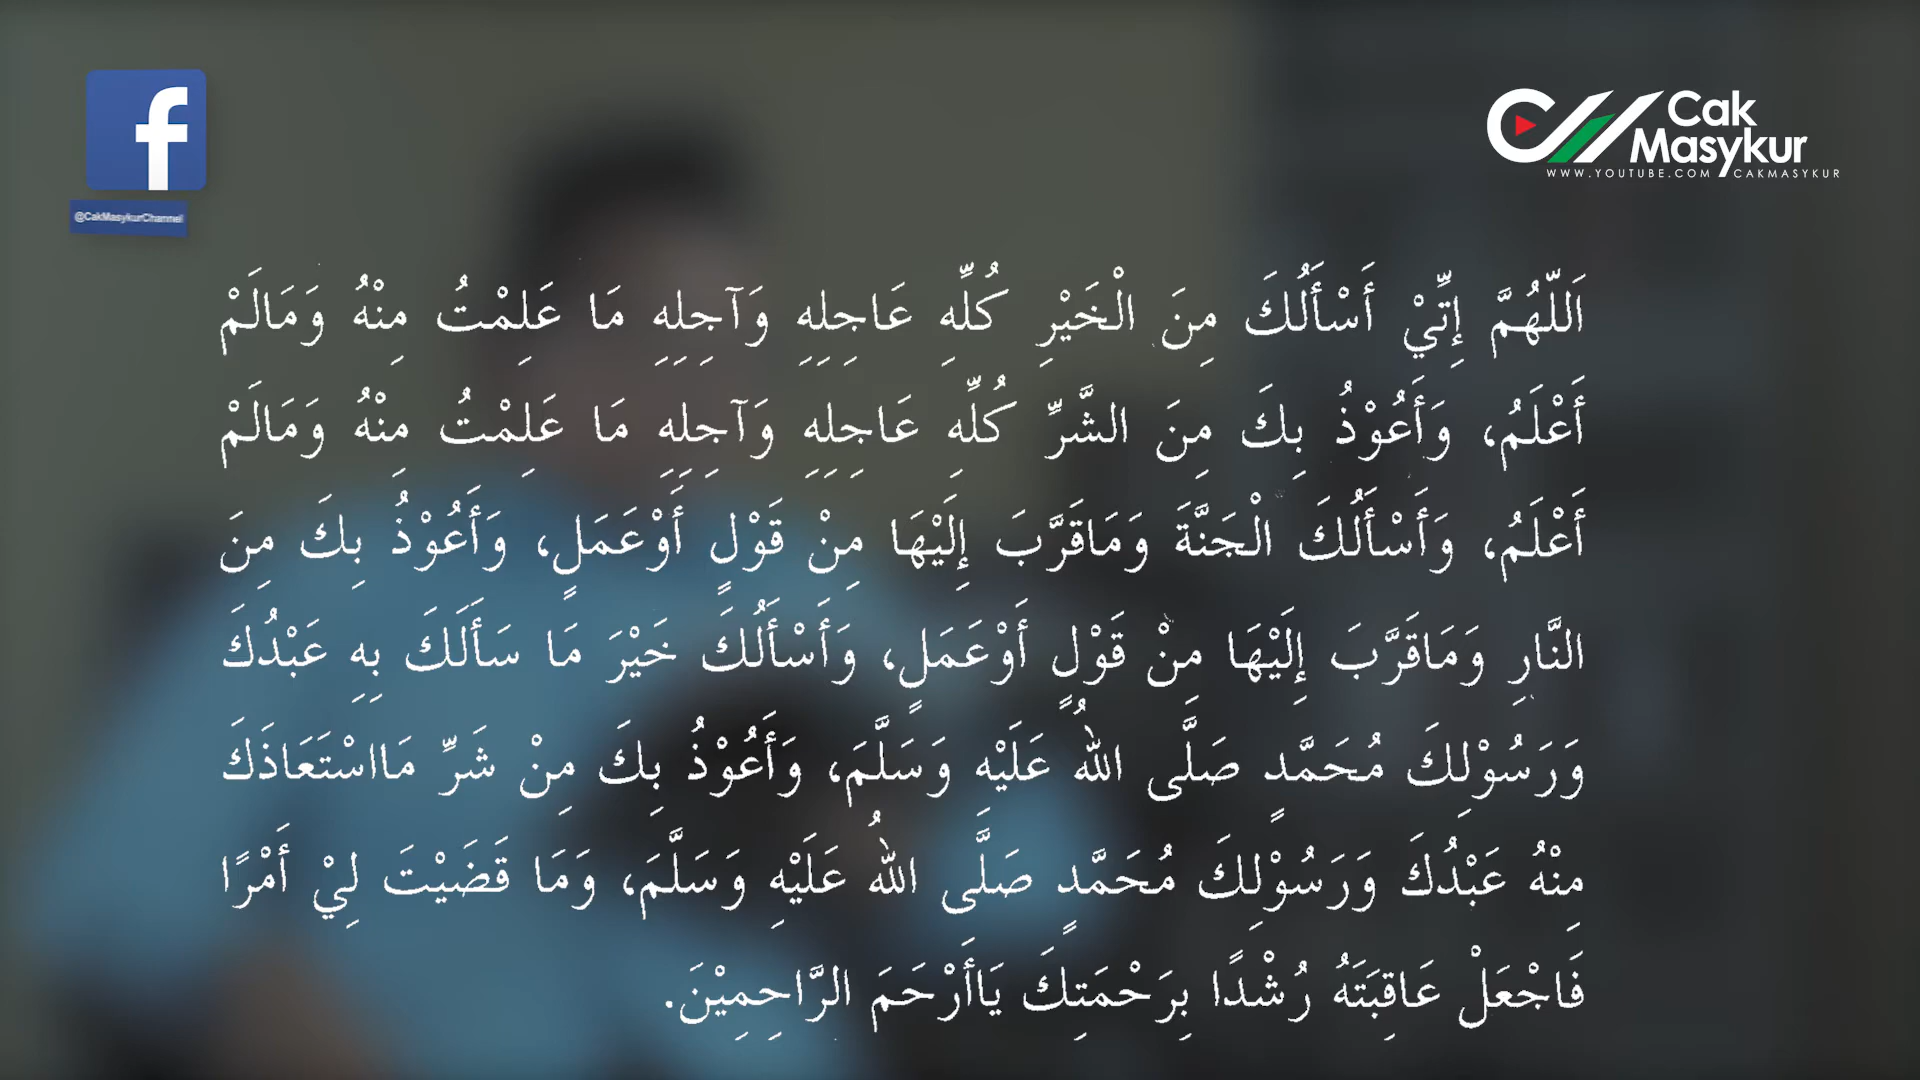 f
@CakMasykurChannel
Cak
Masykur
WWW.YOUTUBE.COM / CAKMASYKUR
اَللّٰهُمَّ إِنِّيْ أَسْأَلُكَ مِنَ الْخَيْرِ كُلِّهِ عَاجِلِهِ وَآجِلِهِ مَا عَلِمْتُ مِنْهُ وَمَالَمْ
أَعْلَمُ، وَأَعُوْذُ بِكَ مِنَ الشَّرِّ كُلِّهِ عَاجِلِهِ وَآجِلِهِ مَا عَلِمْتُ مِنْهُ وَمَالَمْ
أَعْلَمُ، وَأَسْأَلُكَ الْجَنَّةَ وَمَاقَرَّبَ إِلَيْهَا مِنْ قَوْلٍ أَوْعَمَلٍ، وَأَعُوْذُ بِكَ مِنَ
النَّارِ وَمَاقَرَّبَ إِلَيْهَا مِنْ قَوْلٍ أَوْعَمَلٍ، وَأَسْأَلُكَ خَيْرَ مَا سَأَلَكَ بِهِ عَبْدُكَ
وَرَسُوْلِكَ مُحَمَّدٍ صَلَّى اللهُ عَلَيْهِ وَسَلَّمَ، وَأَعُوْذُ بِكَ مِنْ شَرِّ مَااسْتَعَاذَكَ
مِنْهُ عَبْدُكَ وَرَسُوْلِكَ مُحَمَّدٍ صَلَّى اللهُ عَلَيْهِ وَسَلَّمَ، وَمَا قَضَيْتَ لِيْ أَمْرًا
فَاجْعَلْ عَاقِبَتَهُ رُشْدًا بِرَحْمَتِكَ يَاأَرْحَمَ الرَّاحِمِيْنَ.